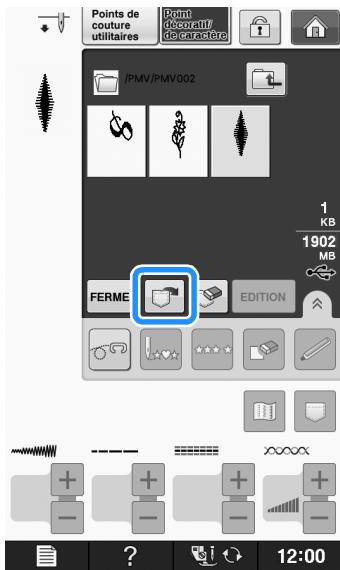 Points de
couture
utilitaires
Point
décoratif/
de caractère
/PMV/PMV002
1
KB
1902
MB
FERME
EDITION
?
12:00